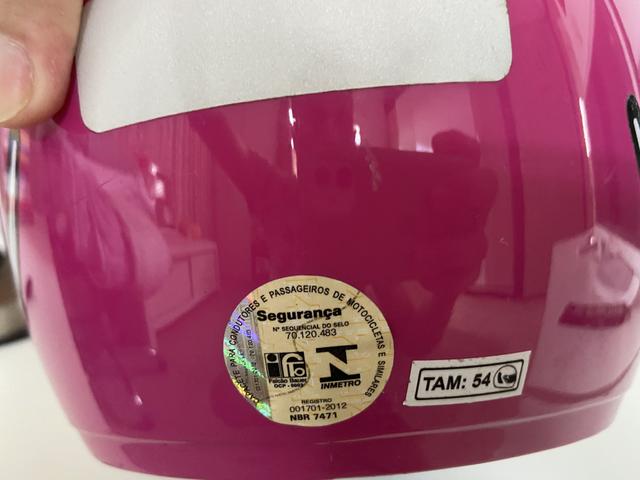 CAPACETE PARA CONDUTORES E PASSAGEIROS DE MOTOCICLETAS E SIMILARES
Segurança
Nº SEQUENCIAL DO SELO
70.120.483
ifbq
Falcão Bauer
OCP - 0003
INMETRO
REGISTRO
001701-2012
NBR 7471
TAM: 54